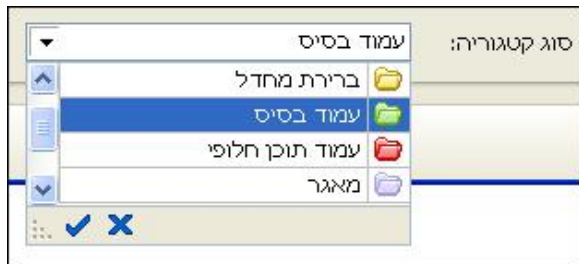 סוג קטגוריה: עמוד בסיס
ברירת מחדל
עמוד בסיס
עמוד תוכן חלופי
מאגר